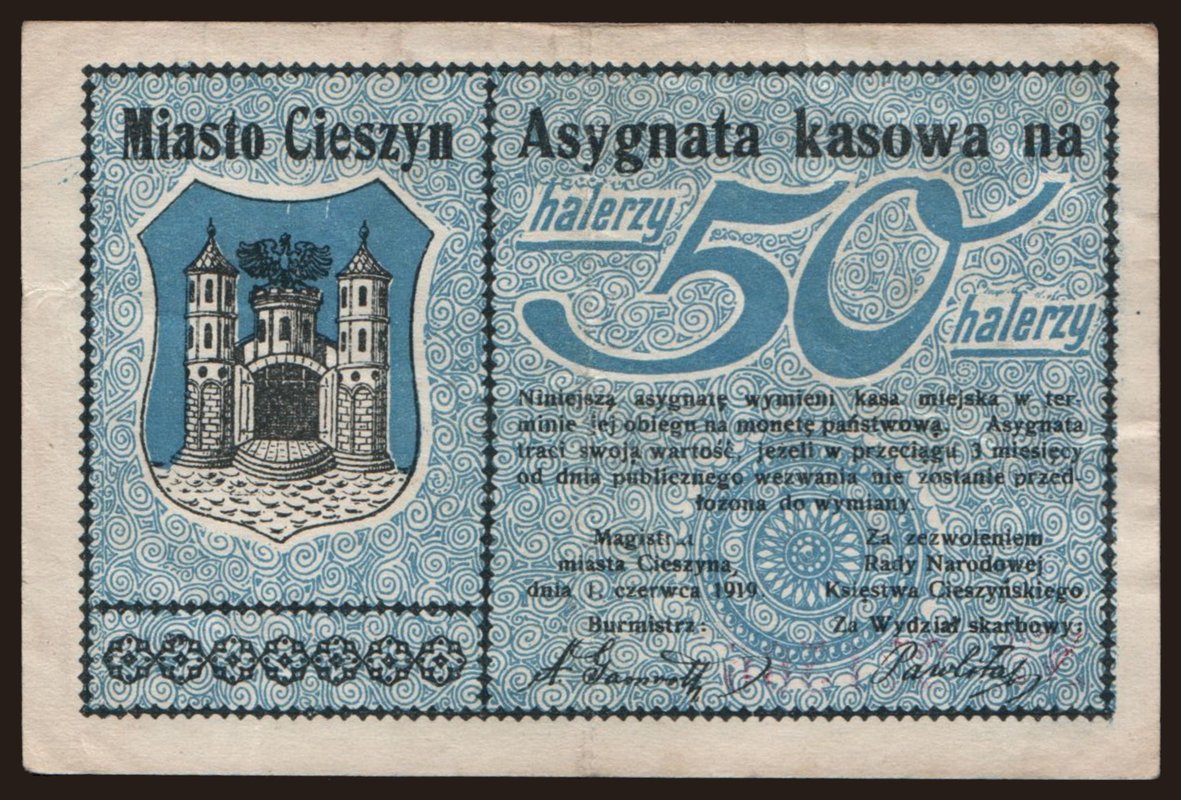 Miasto Cieszyn
Asygnata kasowa na
halerzy 50
halerzy
Niniejszą asygnatę wymieni kasa miejska w ter-
minie jej obiegu na monetę państwową. Asygnata
traci swoją wartość, jeżeli w przeciągu 3 miesięcy
od dnia publicznego wezwania nie zostanie przed-
łożona do wymiany.
Magistrat
miasta Cieszyna,
dnia 1. czerwca 1919.
Burmistrz:
Za zezwoleniem
Rady Narodowej
Księstwa Cieszyńskiego
Za Wydział skarbowy: